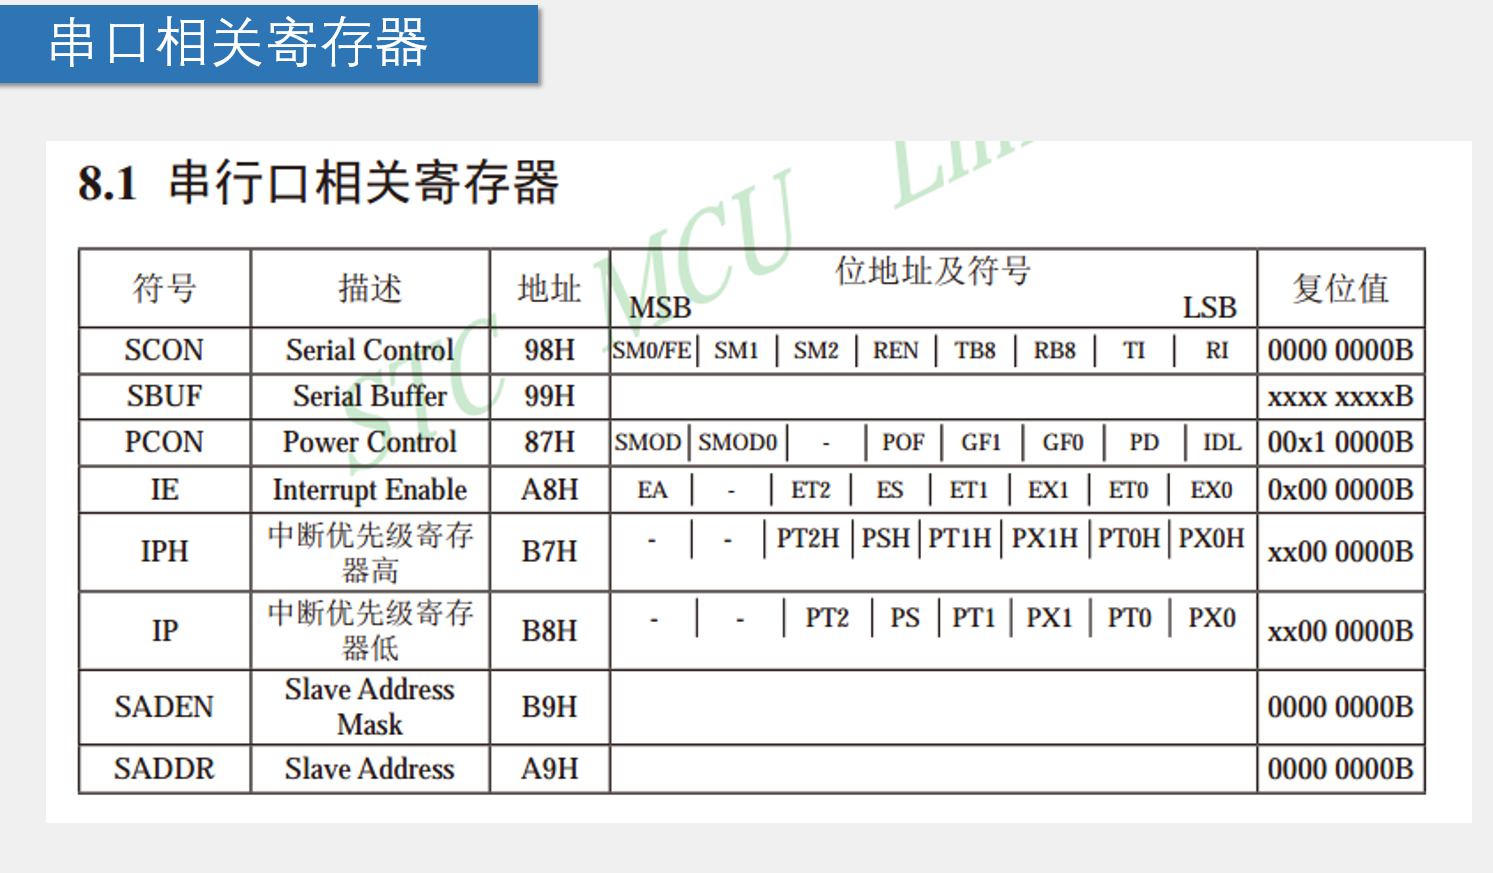 串口相关寄存器
8.1 串行口相关寄存器
符号 描述 地址 位地址及符号 MSB LSB 复位值
SCON Serial Control 98H SM0/FE SM1 SM2 REN TB8 RB8 TI RI 0000 0000B
SBUF Serial Buffer 99H xxxx xxxxB
PCON Power Control 87H SMOD SMOD0 - POF GF1 GF0 PD IDL 00x1 0000B
IE Interrupt Enable A8H EA - ET2 ES ET1 EX1 ET0 EX0 0x00 0000B
IPH 中断优先级寄存器高 B7H - - PT2H PSH PT1H PX1H PT0H PX0H xx00 0000B
IP 中断优先级寄存器低 B8H - - PT2 PS PT1 PX1 PT0 PX0 xx00 0000B
SADEN Slave Address Mask B9H 0000 0000B
SADDR Slave Address A9H 0000 0000B
STC MCU